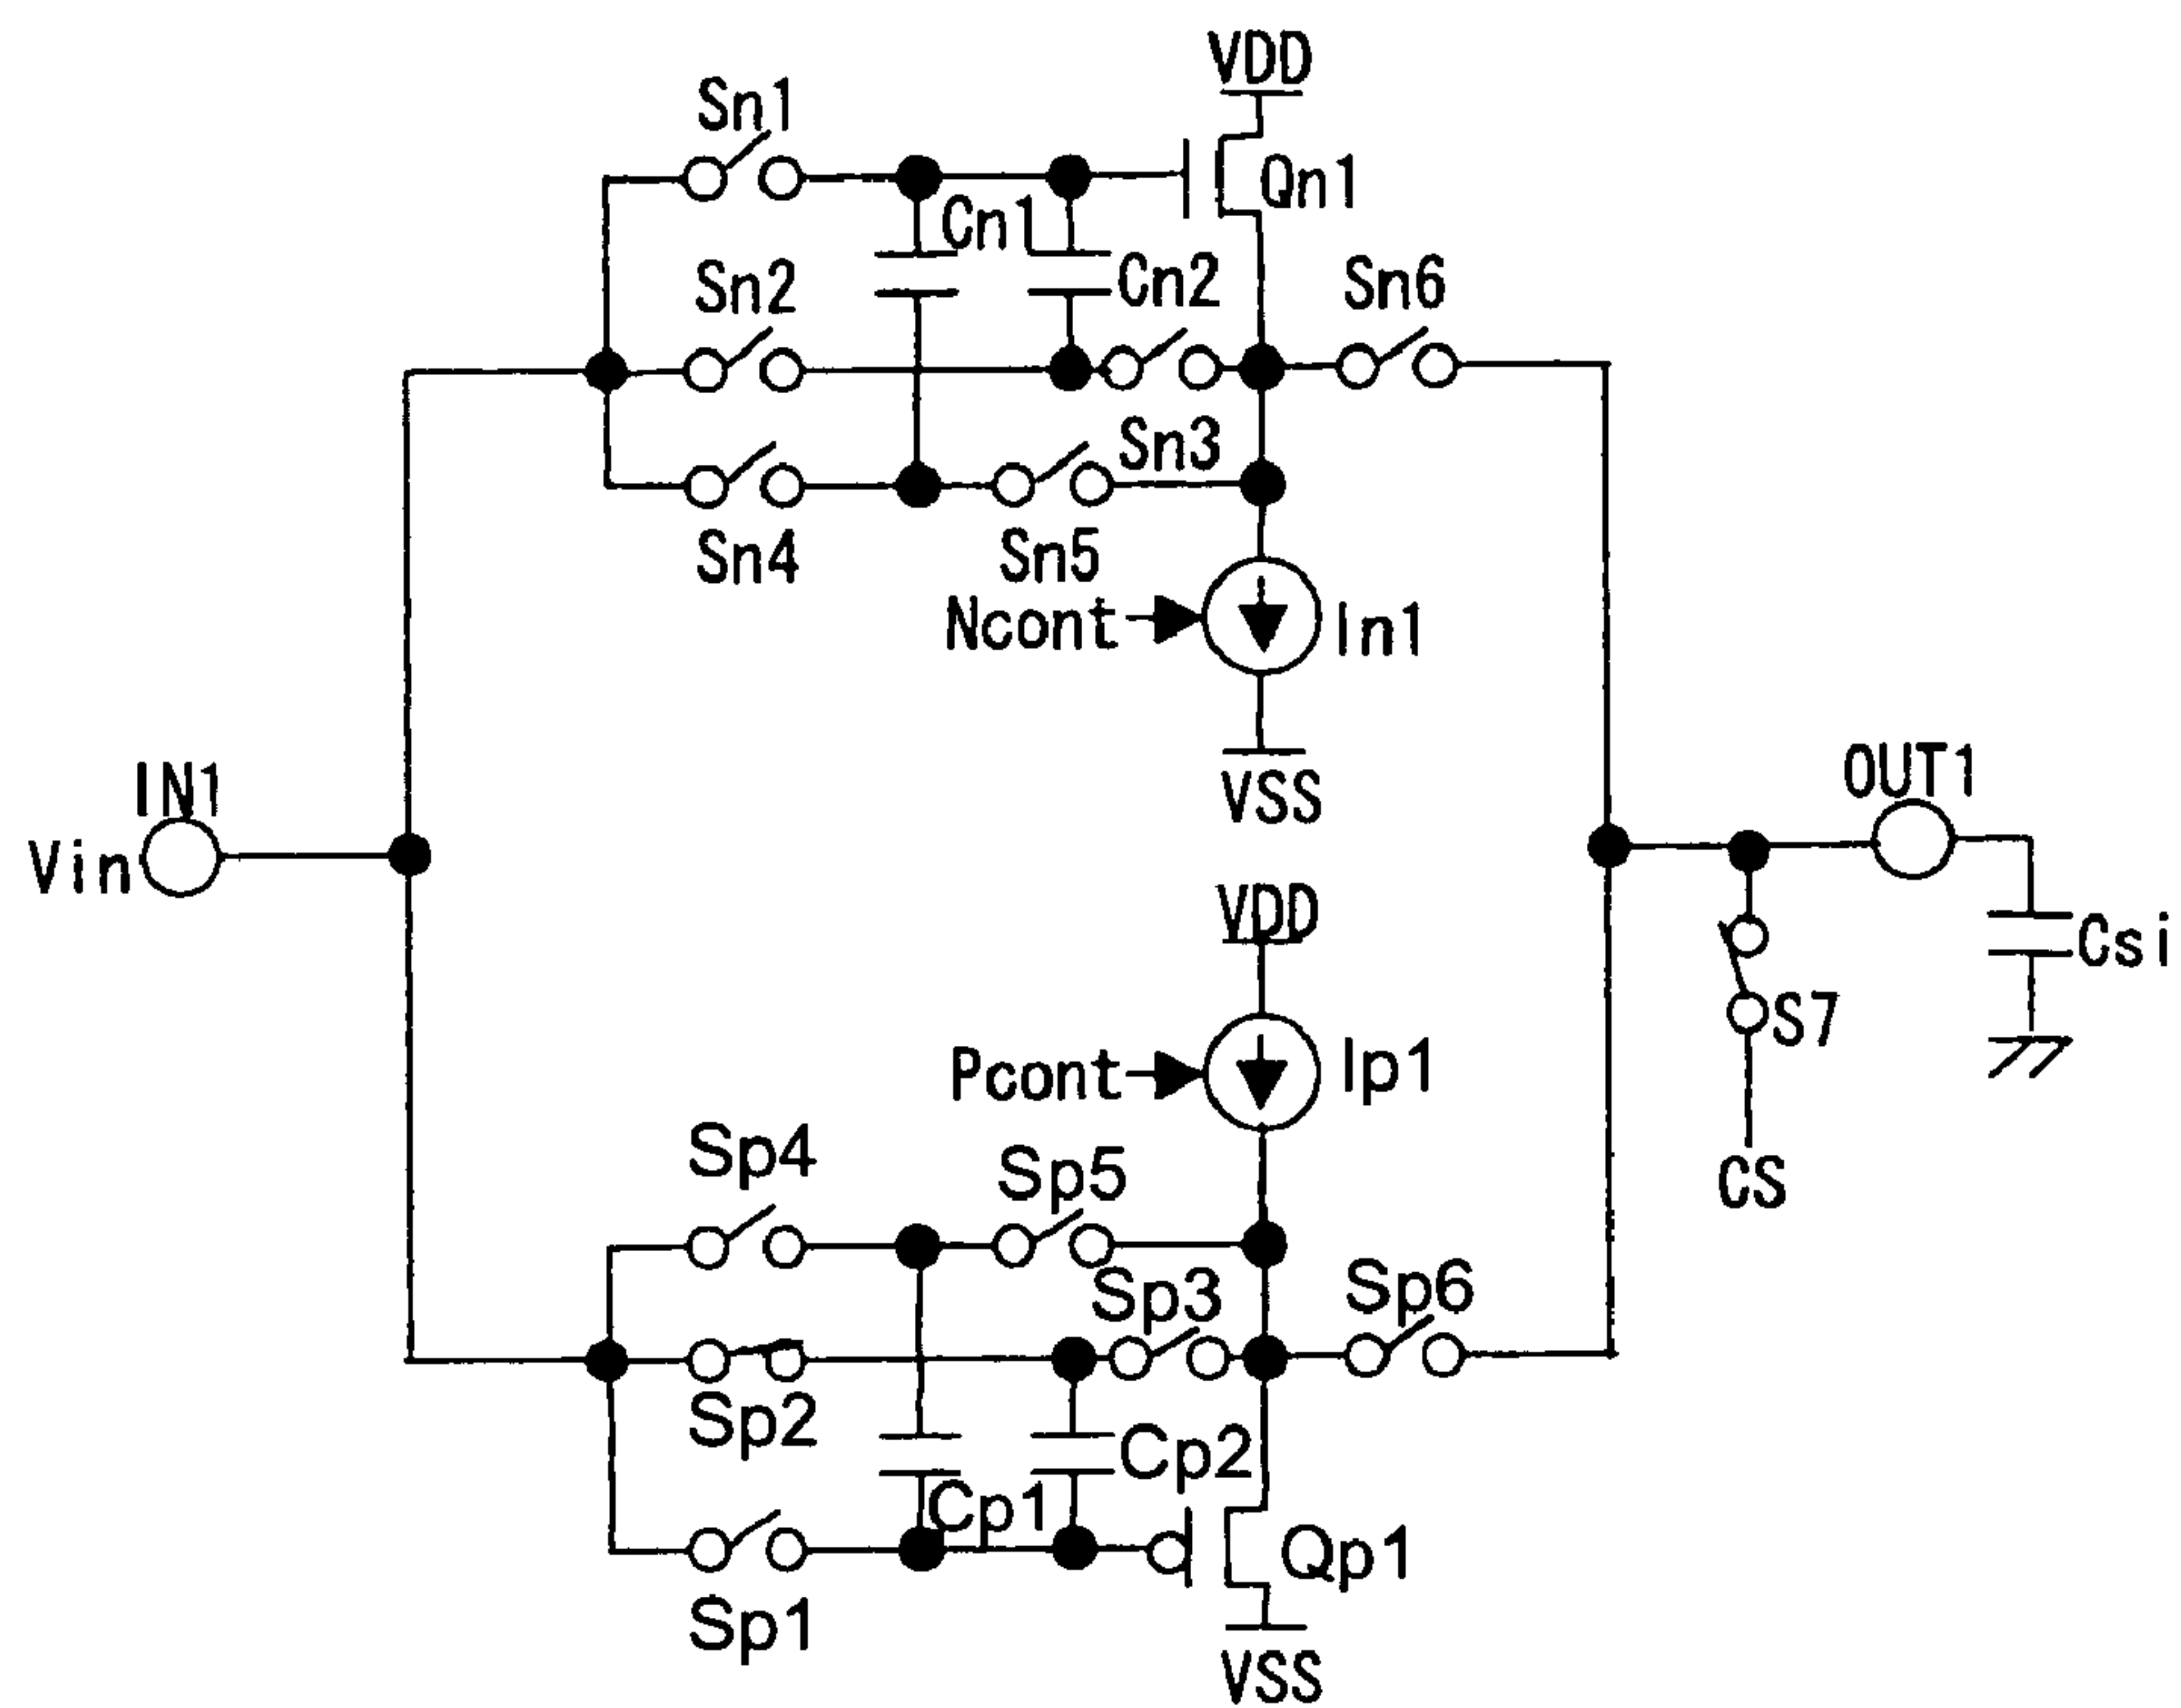 VDD
Sn1
Qn1
Cn1
Sn2
Cn2
Sn6
Sn3
Sn4
Sn5
Ncont
In1
VSS
IN1
OUT1
Vin
VDD
Csi
S7
Pcont
Ip1
Sp4
Sp5
CS
Sp3
Sp6
Sp2
Cp2
Cp1
Qp1
Sp1
VSS